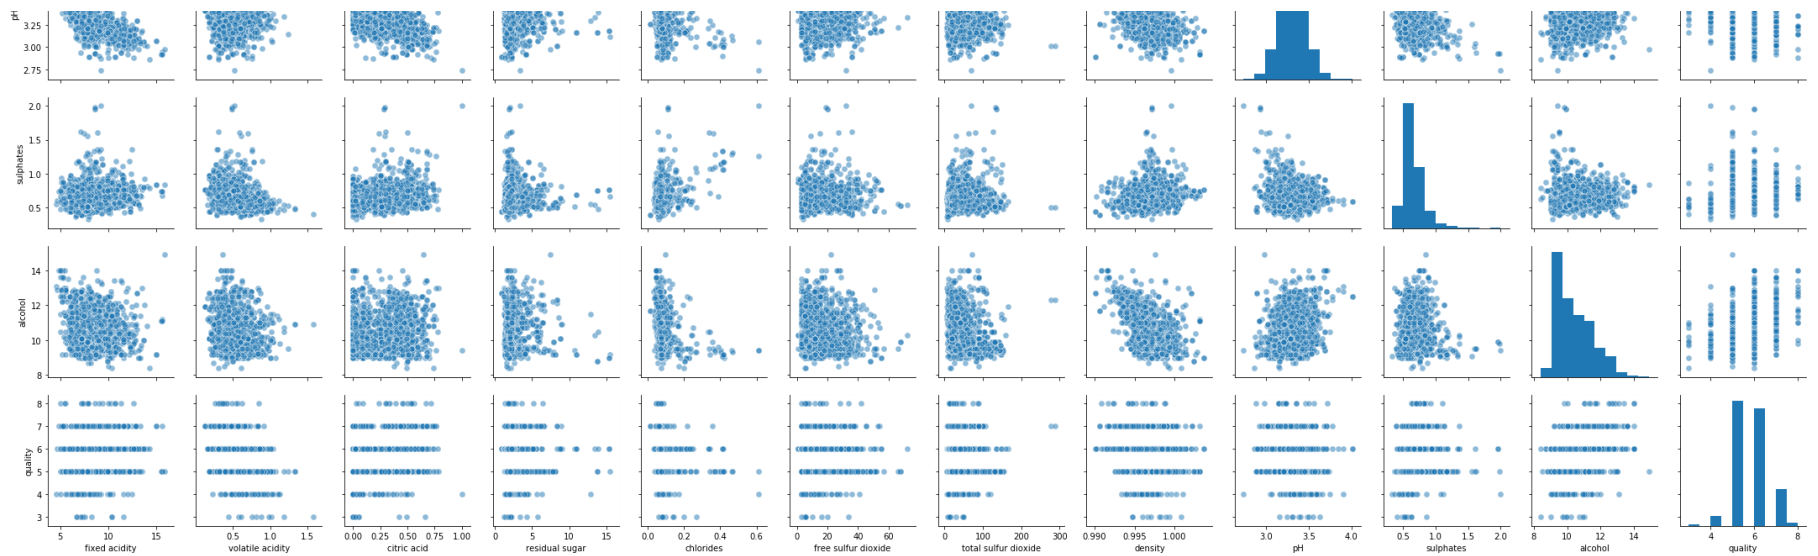 pH
3.25
3.00
2.75
sulphates
2.0
1.5
1.0
0.5
alcohol
14
12
10
8
quality
8
7
6
5
4
3
5 10 15
0.5 1.0 1.5
0.00 0.25 0.50 0.75 1.00
0 5 10 15
0.0 0.2 0.4 0.6
0 20 40 60
0 100 200 300
0.990 0.995 1.000
3.0 3.5 4.0
0.5 1.0 1.5 2.0
8 10 12 14
4 6 8
fixed acidity
volatile acidity
citric acid
residual sugar
chlorides
free sulfur dioxide
total sulfur dioxide
density
pH
sulphates
alcohol
quality